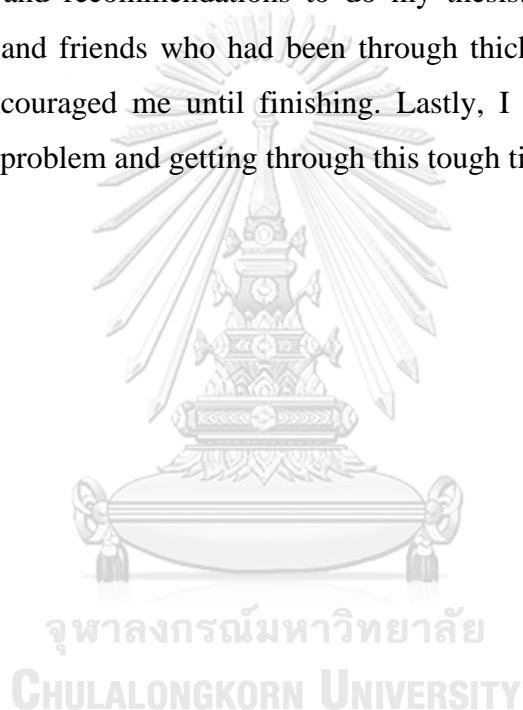 and recommendations to do my thesis.
and friends who had been through thick
couraged me until finishing. Lastly, I
problem and getting through this tough ti
จุฬาลงกรณ์มหาวิทยาลัย
CHULALONGKORN UNIVERSITY